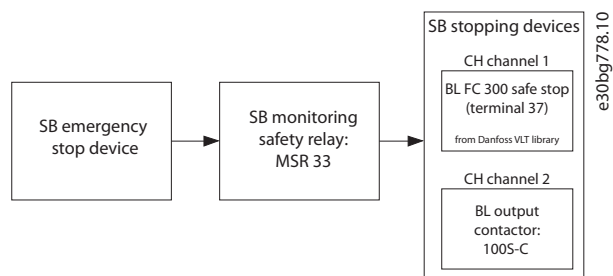 SB emergency
stop device
SB monitoring
safety relay:
MSR 33
SB stopping devices
CH channel 1
BL FC 300 safe stop
(terminal 37)
from Danfoss VLT library
CH channel 2
BL output
contactor:
100S-C
e30bg778.10